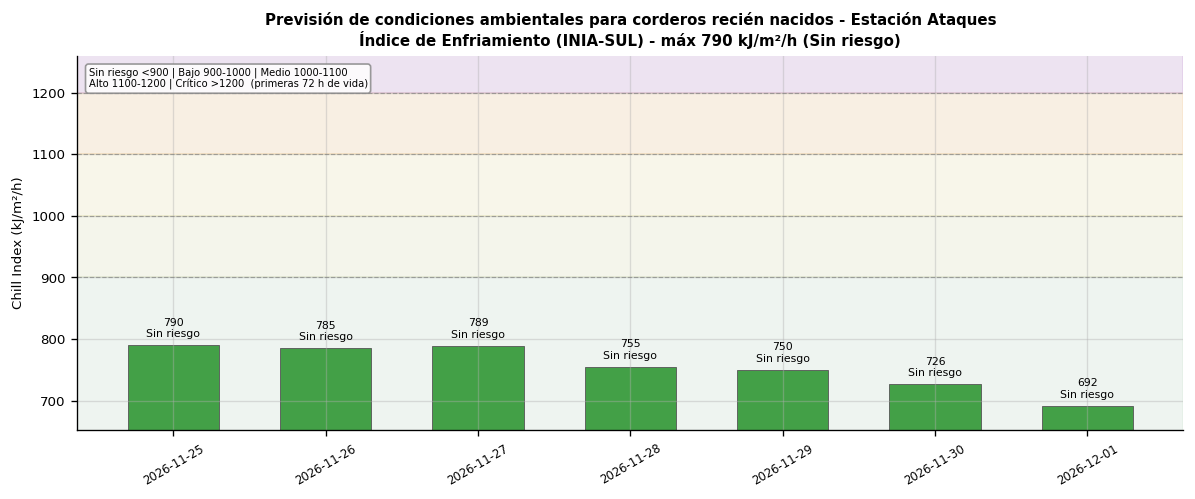 Previsión de condiciones ambientales para corderos recién nacidos - Estación Ataques
Índice de Enfriamiento (INIA-SUL) - máx 790 kJ/m²/h (Sin riesgo)
Sin riesgo <900 | Bajo 900-1000 | Medio 1000-1100
Alto 1100-1200 | Crítico >1200  (primeras 72 h de vida)
Chill Index (kJ/m²/h)
1200
1100
1000
900
800
700
790
Sin riesgo
785
Sin riesgo
789
Sin riesgo
755
Sin riesgo
750
Sin riesgo
726
Sin riesgo
692
Sin riesgo
2026-11-25
2026-11-26
2026-11-27
2026-11-28
2026-11-29
2026-11-30
2026-12-01